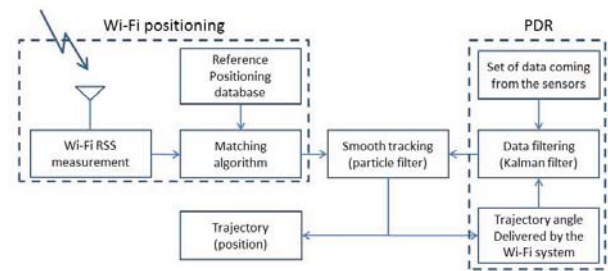 Wi-Fi positioning
PDR
Reference
Positioning
database
Set of data coming
from the sensors
Wi-Fi RSS
measurement
Matching
algorithm
Smooth tracking
(particle filter)
Data filtering
(Kalman filter)
Trajectory
(position)
Trajectory angle
Delivered by the
Wi-Fi system